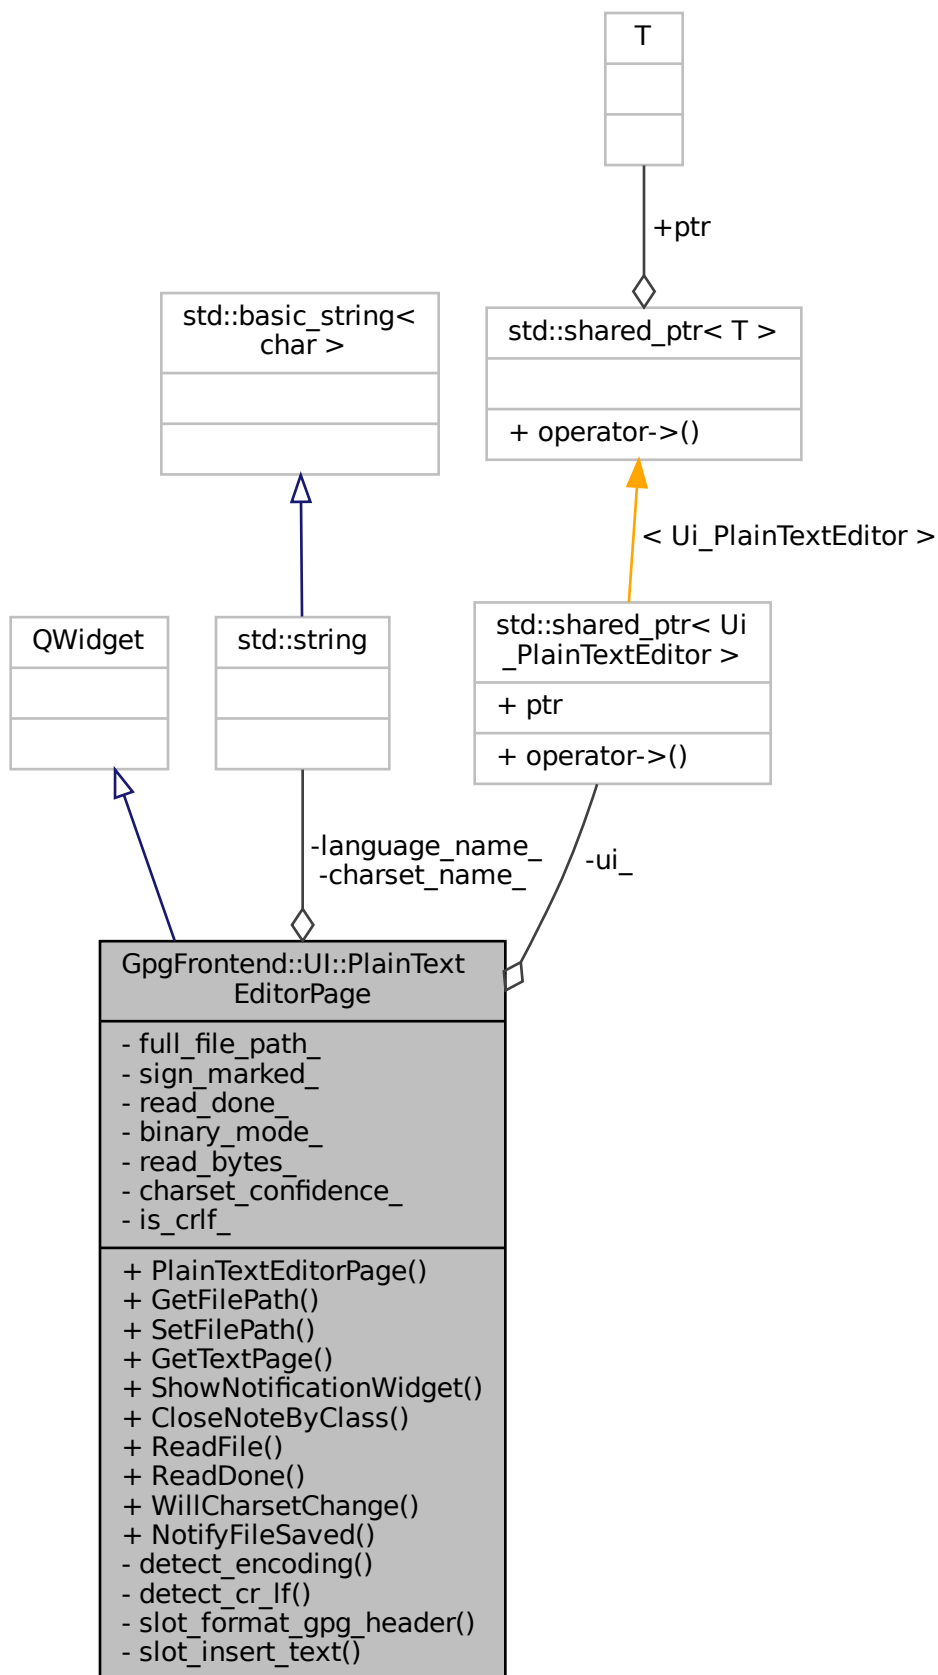 T
+ptr
std::basic_string<
char >
std::shared_ptr< T >
+ operator->()
< Ui_PlainTextEditor >
QWidget
std::string
std::shared_ptr< Ui
_PlainTextEditor >
+ ptr
+ operator->()
-language_name_
-charset_name_
-ui_
GpgFrontend::UI::PlainText
EditorPage
- full_file_path_
- sign_marked_
- read_done_
- binary_mode_
- read_bytes_
- charset_confidence_
- is_crlf_
+ PlainTextEditorPage()
+ GetFilePath()
+ SetFilePath()
+ GetTextPage()
+ ShowNotificationWidget()
+ CloseNoteByClass()
+ ReadFile()
+ ReadDone()
+ WillCharsetChange()
+ NotifyFileSaved()
- detect_encoding()
- detect_cr_lf()
- slot_format_gpg_header()
- slot_insert_text()